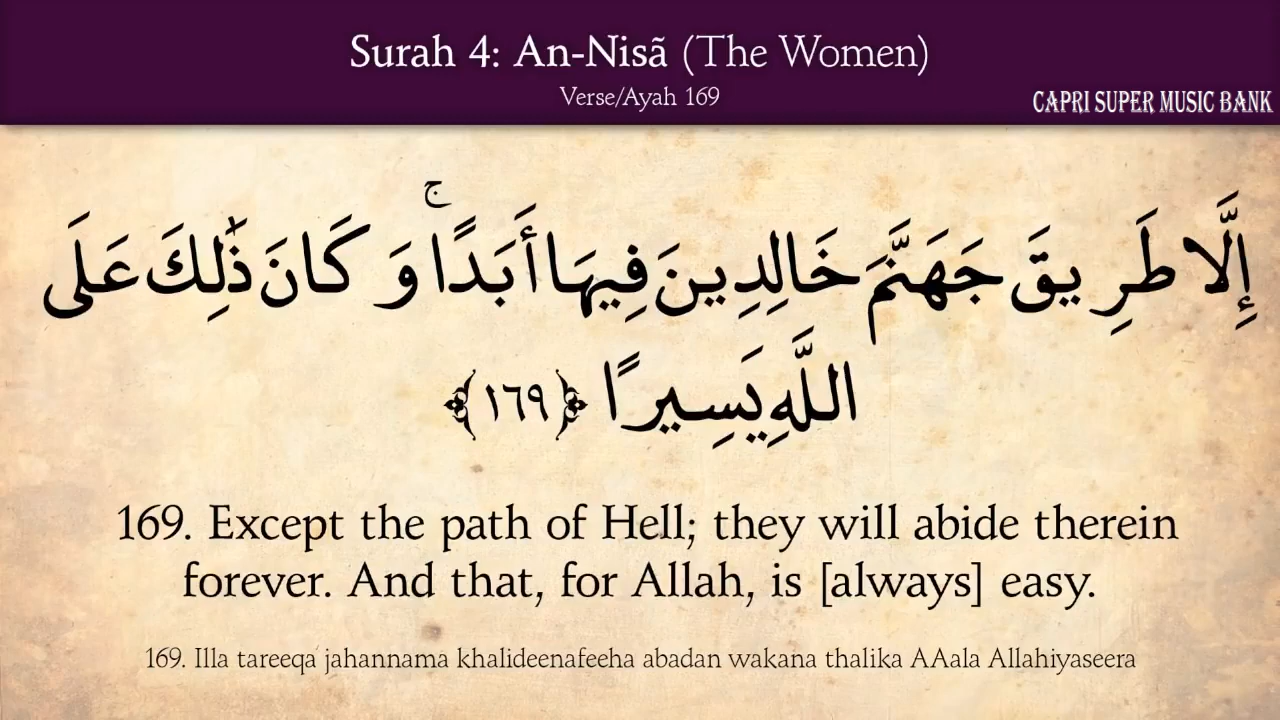 Surah 4: An-Nisã (The Women)
Verse/Ayah 169
CAPRI SUPER MUSIC BANK
إِلَّا طَرِيقَ جَهَنَّمَ خَالِدِينَ فِيهَا أَبَدًا ۚ وَكَانَ ذَٰلِكَ عَلَى
اللَّهِ يَسِيرًا ﴿١٦٩﴾
169. Except the path of Hell; they will abide therein
forever. And that, for Allah, is [always] easy.
169. Illa tareeqa jahannama khalideenafeeha abadan wakana thalika AAala Allahiyaseera